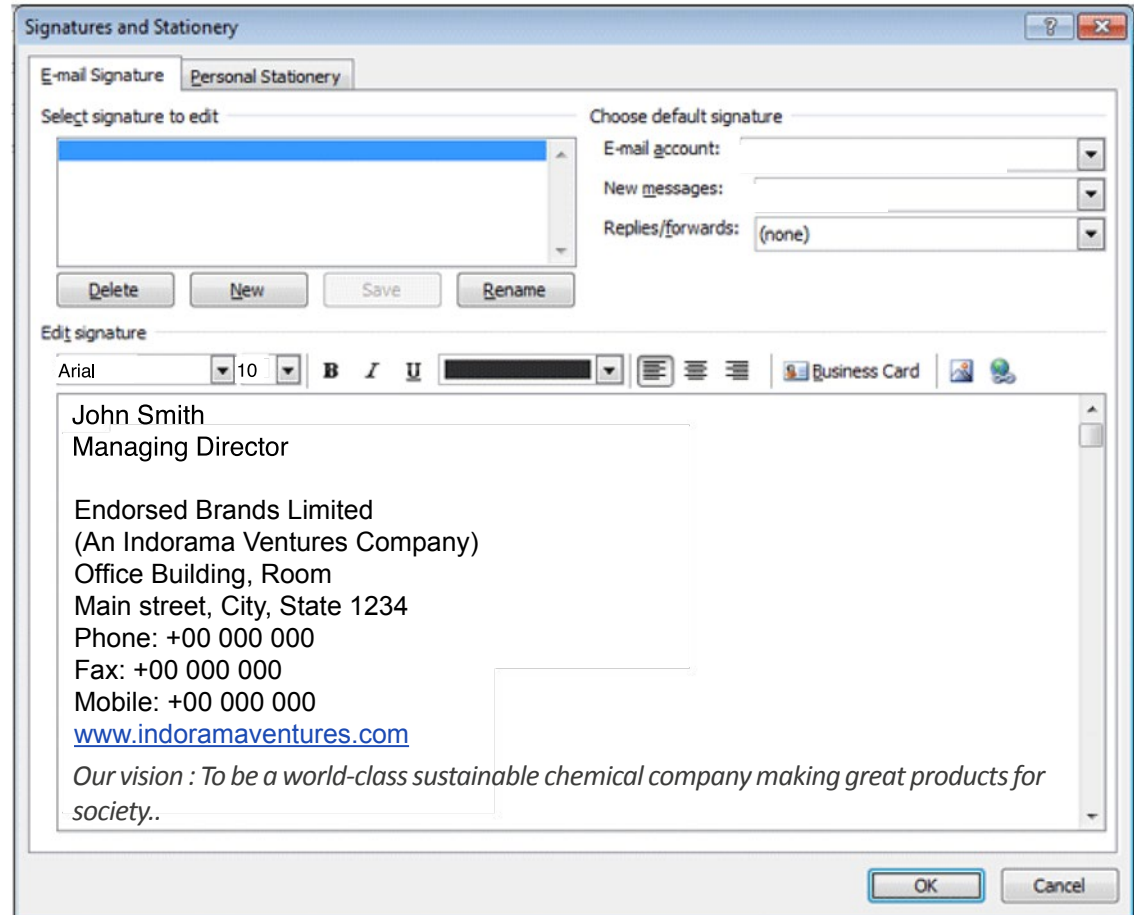 Signatures and Stationery
E-mail Signature
Personal Stationery
Select signature to edit
Choose default signature
E-mail account:
New messages:
Replies/forwards:
(none)
Delete
New
Save
Rename
Edit signature
Arial
10
B
I
U
Business Card
John Smith
Managing Director
Endorsed Brands Limited
(An Indorama Ventures Company)
Office Building, Room
Main street, City, State 1234
Phone: +00 000 000
Fax: +00 000 000
Mobile: +00 000 000
www.indoramaventures.com
Our vision : To be a world-class sustainable chemical company making great products for
society..
OK
Cancel